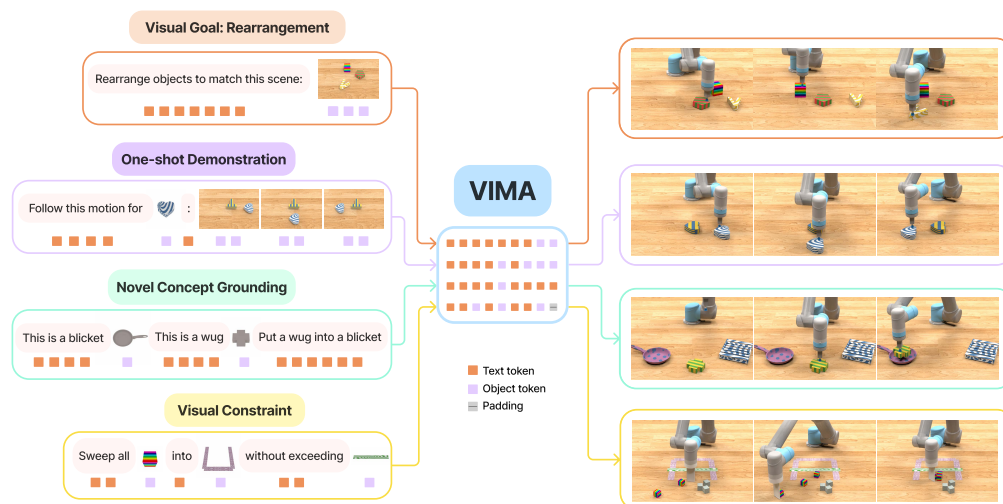 Visual Goal: Rearrangement
Rearrange objects to match this scene:
One-shot Demonstration
Follow this motion for :
Novel Concept Grounding
This is a blicket This is a wug Put a wug into a blicket
Visual Constraint
Sweep all into without exceeding
VIMA
Text token
Object token
Padding